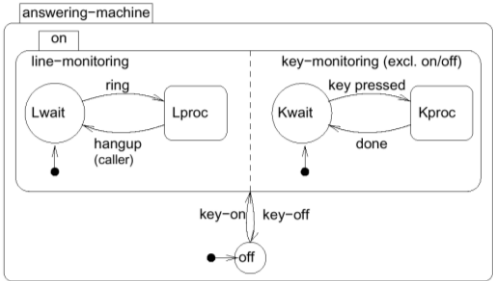 answering−machine
on
line−monitoring
key−monitoring (excl. on/off)
ring
key pressed
Lwait
Lproc
Kwait
Kproc
hangup
(caller)
done
key−on
key−off
off